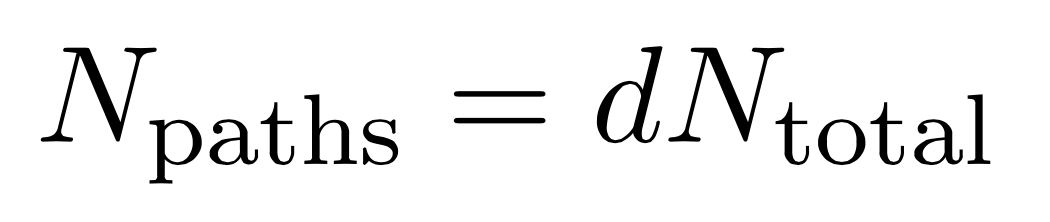 N_paths = dN_total